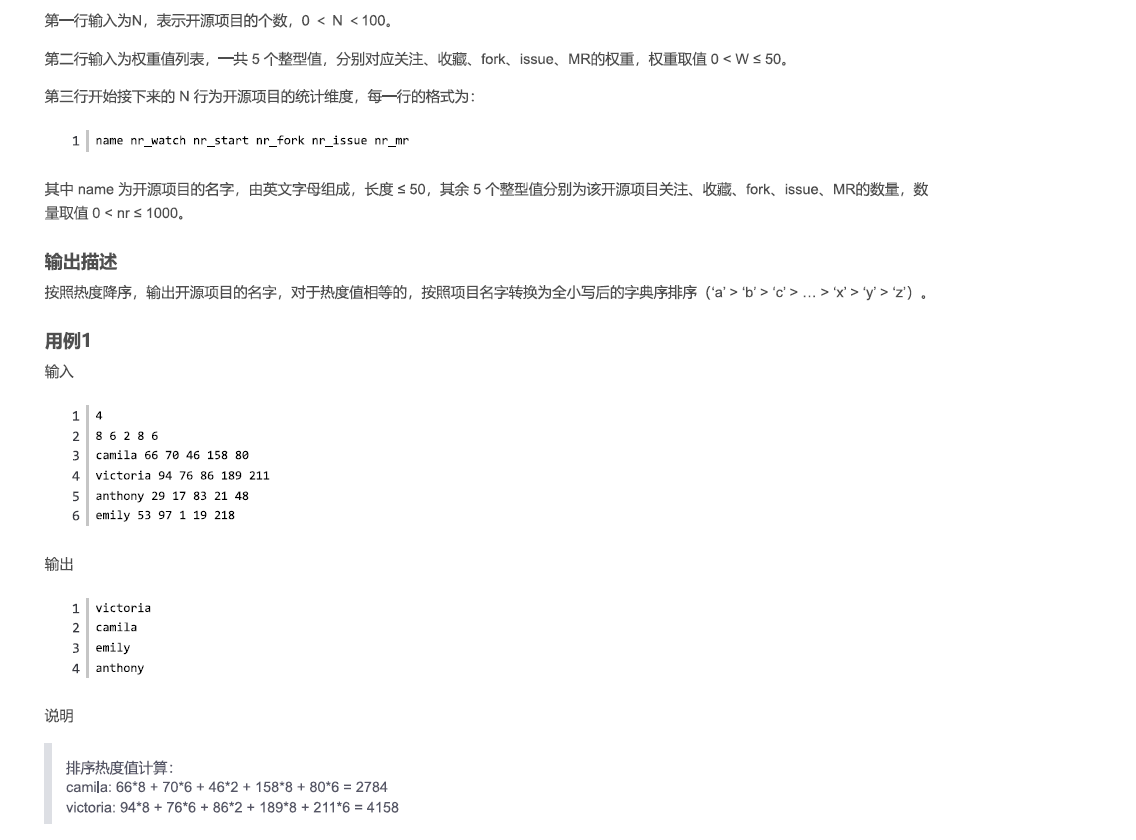 第一行输入为N，表示开源项目的个数，0 < N <100。
第二行输入为权重值列表，一共 5 个整型值，分别对应关注、收藏、fork、issue、MR的权重，权重取值 0 < W ≤ 50。
第三行开始接下来的 N 行为开源项目的统计维度，每一行的格式为：
1 name nr_watch nr_start nr_fork nr_issue nr_mr
其中 name 为开源项目的名字，由英文字母组成，长度 ≤ 50，其余 5 个整型值分别为该开源项目关注、收藏、fork、issue、MR的数量，数
量取值 0 < nr ≤ 1000。
输出描述
按照热度降序，输出开源项目的名字，对于热度值相等的，按照项目名字转换为全小写后的字典序排序（‘a’ > ‘b’ > ‘c’ > … > ‘x’ > ‘y’ > ‘z’）。
用例1
输入
1 4
2 8 6 2 8 6
3 camila 66 70 46 158 80
4 victoria 94 76 86 189 211
5 anthony 29 17 83 21 48
6 emily 53 97 1 19 218
输出
1 victoria
2 camila
3 emily
4 anthony
说明
排序热度值计算：
camila: 66*8 + 70*6 + 46*2 + 158*8 + 80*6 = 2784
victoria: 94*8 + 76*6 + 86*2 + 189*8 + 211*6 = 4158